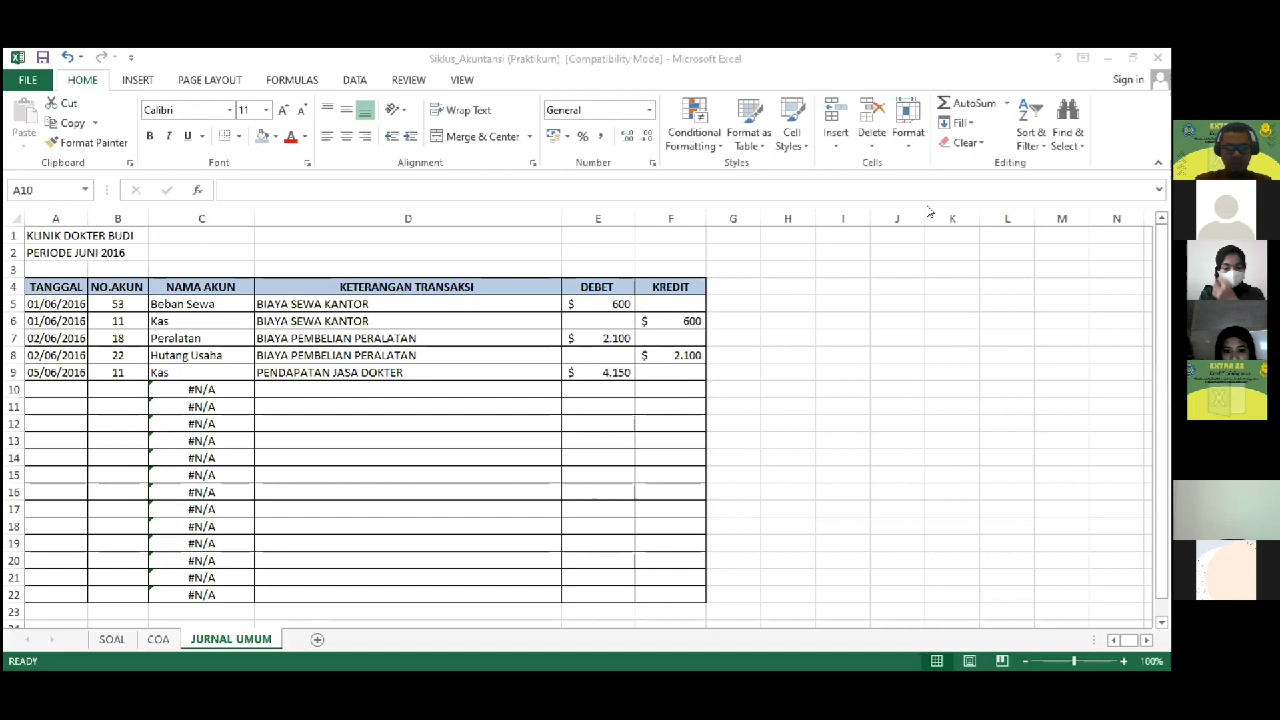 Siklus_Akuntansi (Praktikum) [Compatibility Mode] - Microsoft Excel
FILE HOME INSERT PAGE LAYOUT FORMULAS DATA REVIEW VIEW Sign in
Paste Cut Copy Format Painter
Calibri 11
Wrap Text
Merge & Center
General
Conditional Formatting Format as Table Cell Styles
Insert Delete Format
AutoSum Fill Clear
Sort & Filter Find & Select
Clipboard Font Alignment Number Styles Cells Editing
A10 fx
A B C D E F G H I J K L M N
1 KLINIK DOKTER BUDI
2 PERIODE JUNI 2016
3
4 TANGGAL NO.AKUN NAMA AKUN KETERANGAN TRANSAKSI DEBET KREDIT
5 01/06/2016 53 Beban Sewa BIAYA SEWA KANTOR $ 600
6 01/06/2016 11 Kas BIAYA SEWA KANTOR $ 600
7 02/06/2016 18 Peralatan BIAYA PEMBELIAN PERALATAN $ 2.100
8 02/06/2016 22 Hutang Usaha BIAYA PEMBELIAN PERALATAN $ 2.100
9 05/06/2016 11 Kas PENDAPATAN JASA DOKTER $ 4.150
10 #N/A
11 #N/A
12 #N/A
13 #N/A
14 #N/A
15 #N/A
16 #N/A
17 #N/A
18 #N/A
19 #N/A
20 #N/A
21 #N/A
22 #N/A
23
SOAL COA JURNAL UMUM
READY 100%